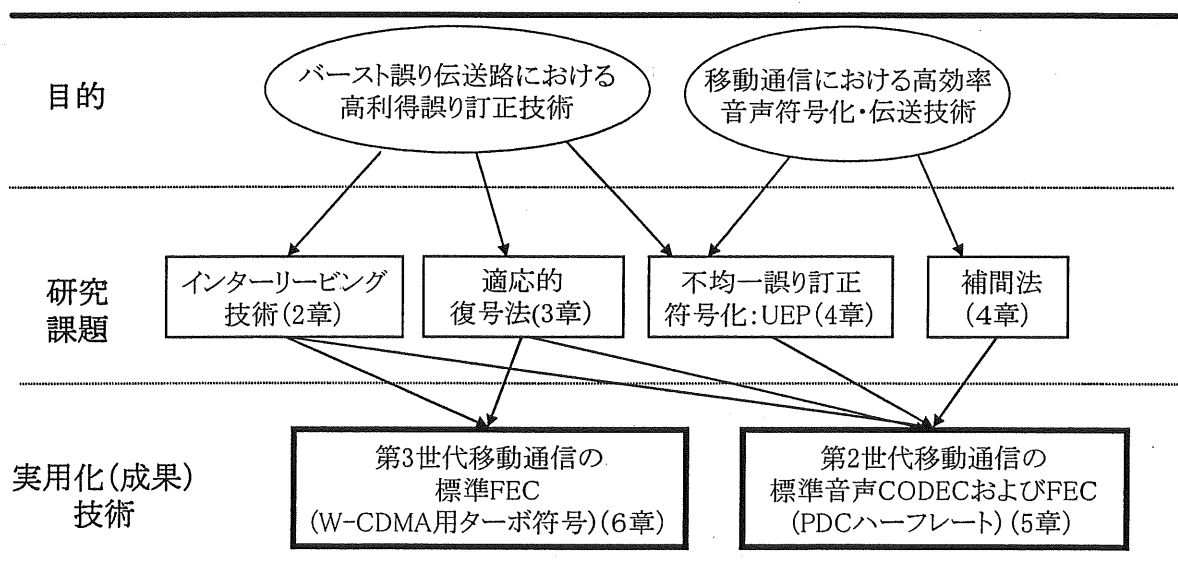 目的
バースト誤り伝送路における
高利得誤り訂正技術
移動通信における高効率
音声符号化・伝送技術
研究
課題
インターリービング
技術(2章)
適応的
復号法(3章)
不均一誤り訂正
符号化:UEP(4章)
補間法
(4章)
実用化(成果)
技術
第3世代移動通信の
標準FEC
(W-CDMA用ターボ符号)(6章)
第2世代移動通信の
標準音声CODECおよびFEC
(PDCハーフレート)(5章)